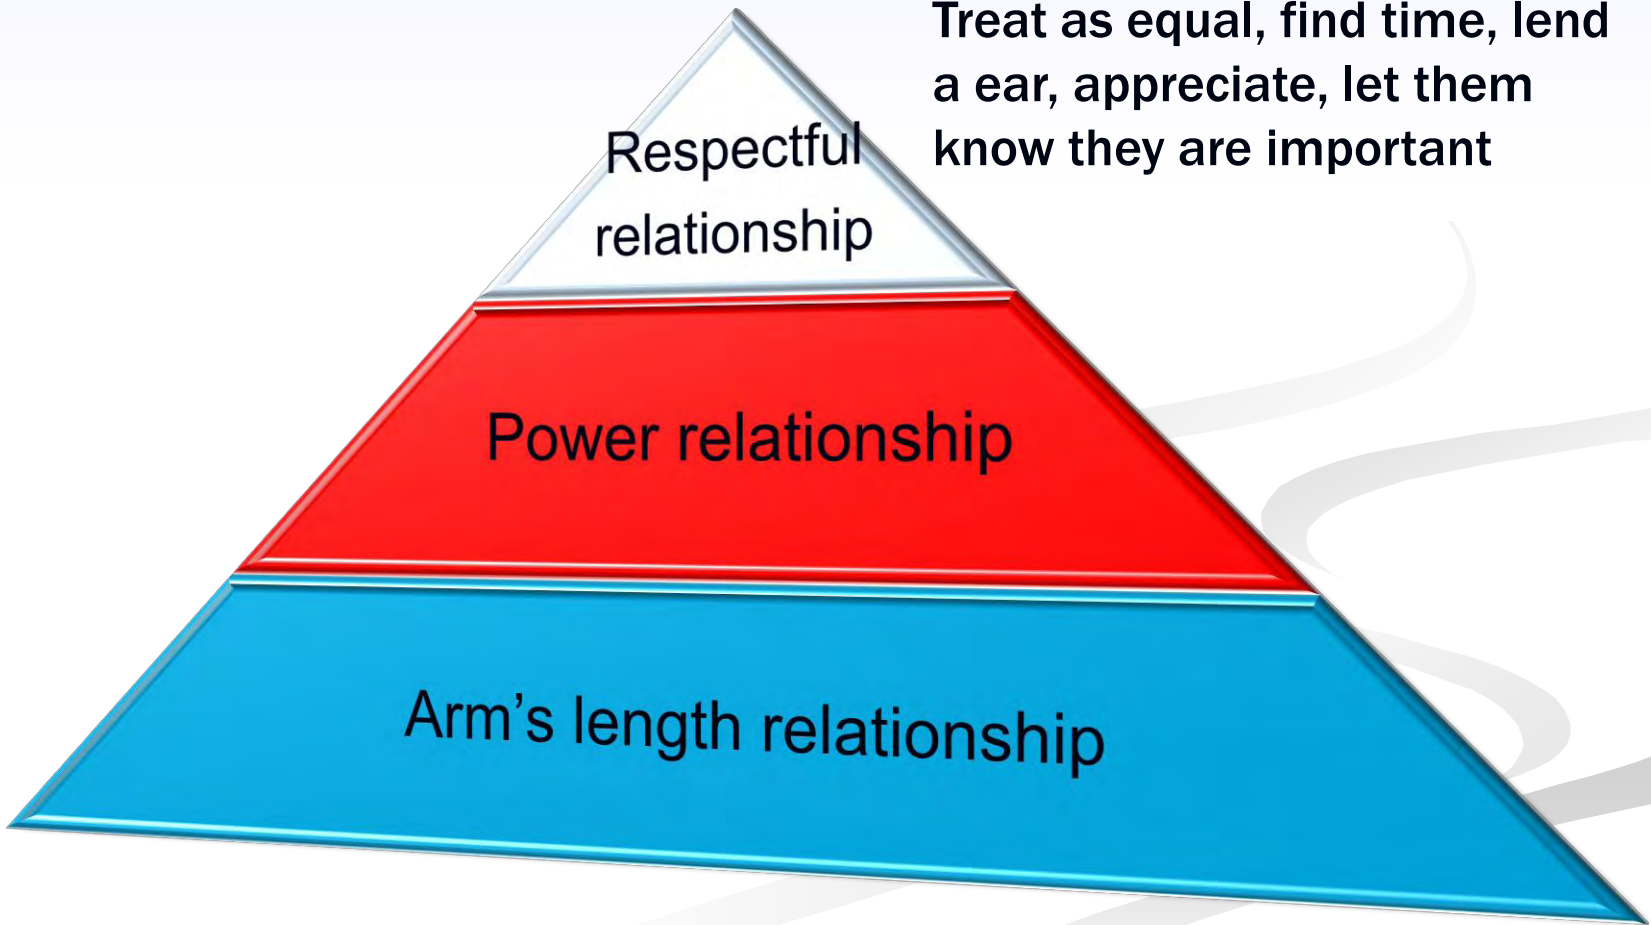 Treat as equal, find time, lend
a ear, appreciate, let them
know they are important
Respectful
relationship
Power relationship
Arm’s length relationship